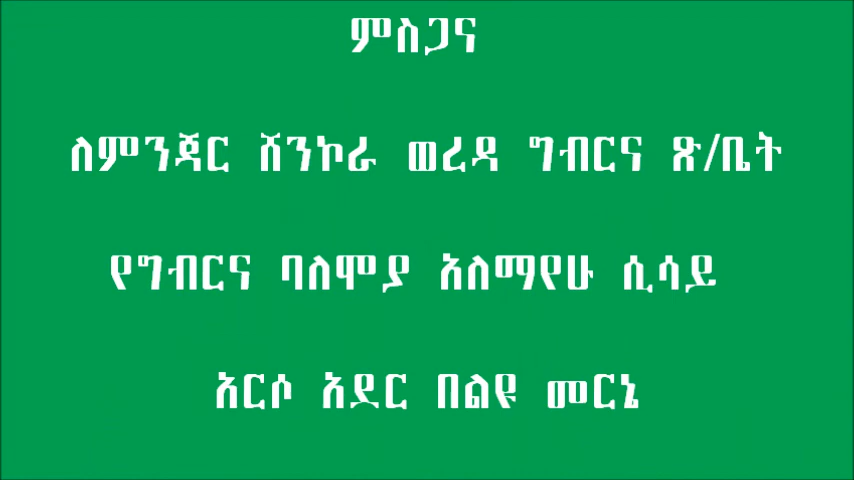 ምስጋና
ለምንጃር ሸንኮራ ወረዳ ግብርና ጽ/ቤት
የግብርና ባለሞያ አለማየሁ ሲሳይ
አርሶ አደር በልዩ መርኔ